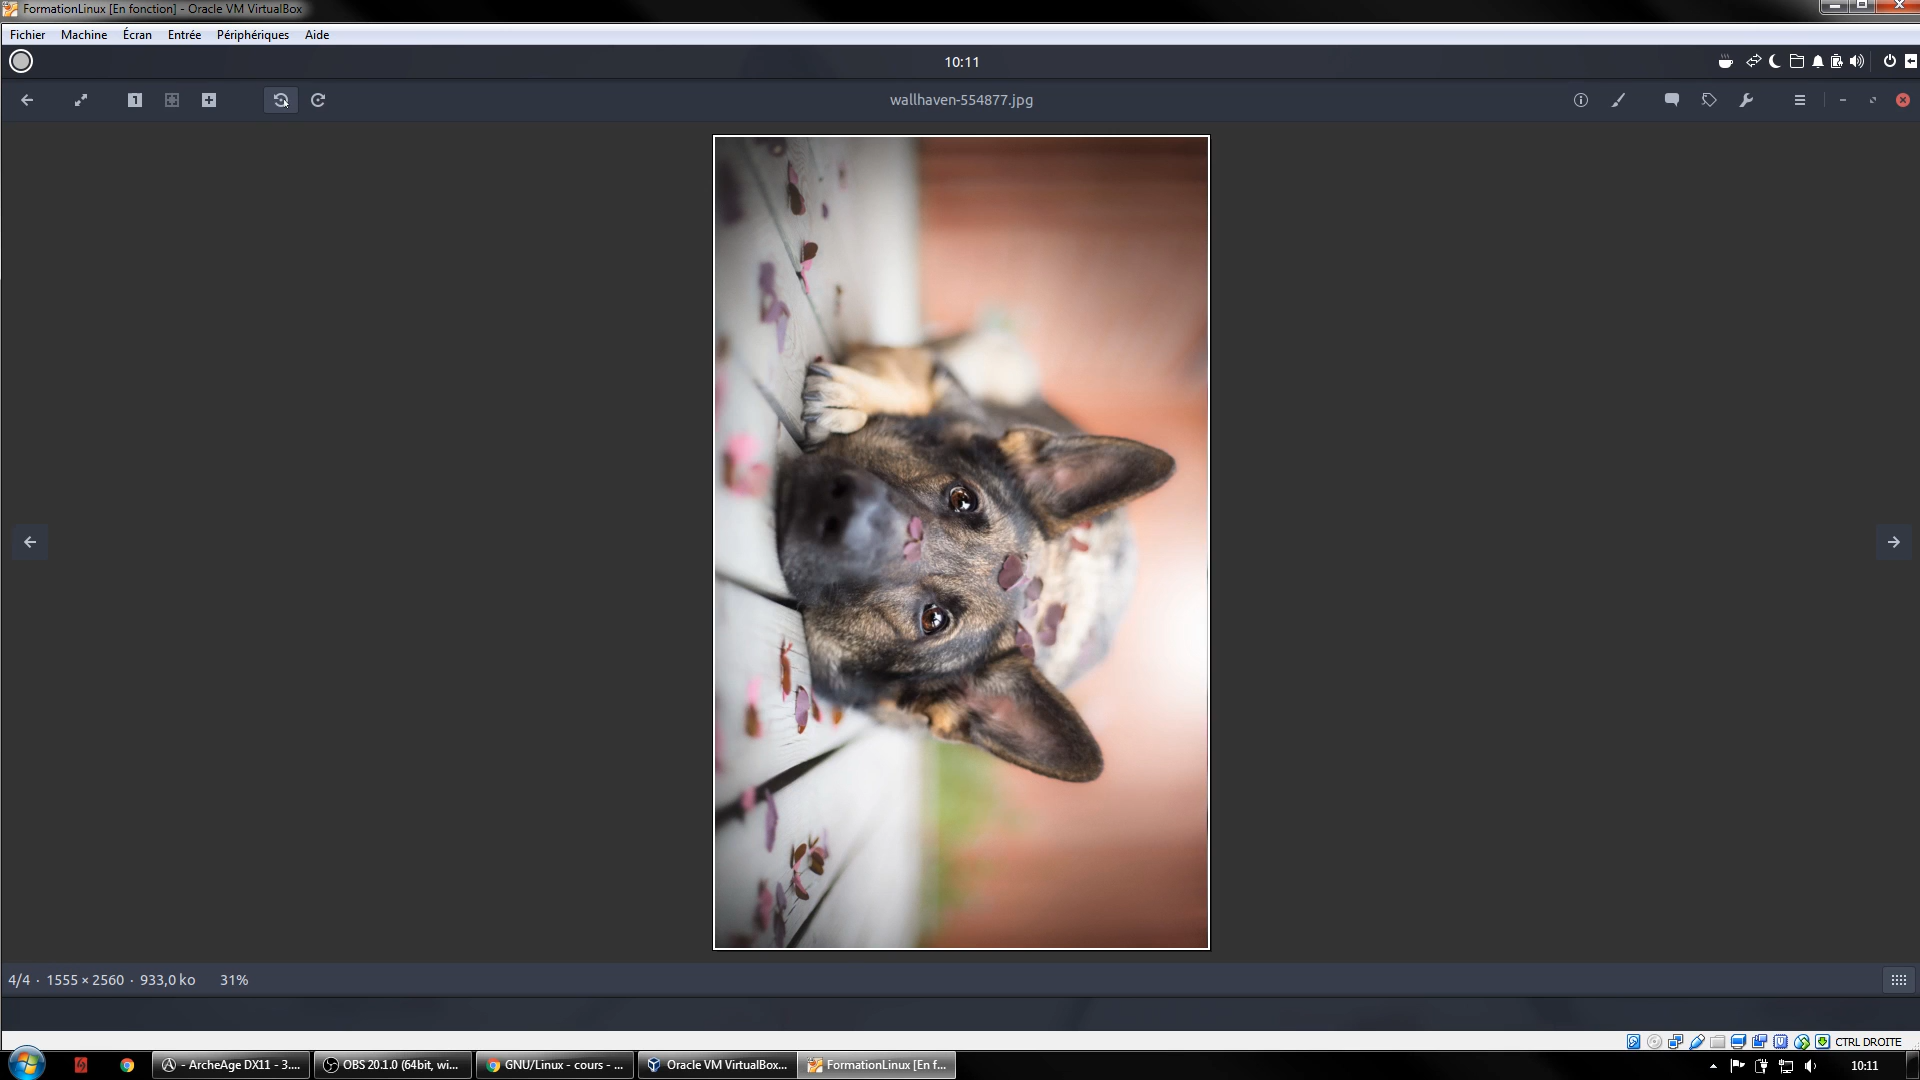 FormationLinux [En fonction] - Oracle VM VirtualBox
Fichier Machine Écran Entrée Périphériques Aide
10:11
wallhaven-554877.jpg
4/4 · 1555 × 2560 · 933,0 ko 31%
CTRL DROITE
- ArcheAge DX11 - 3.... OBS 20.1.0 (64bit, wi... GNU/Linux - cours - ... Oracle VM VirtualBox... FormationLinux [En f... 10:11